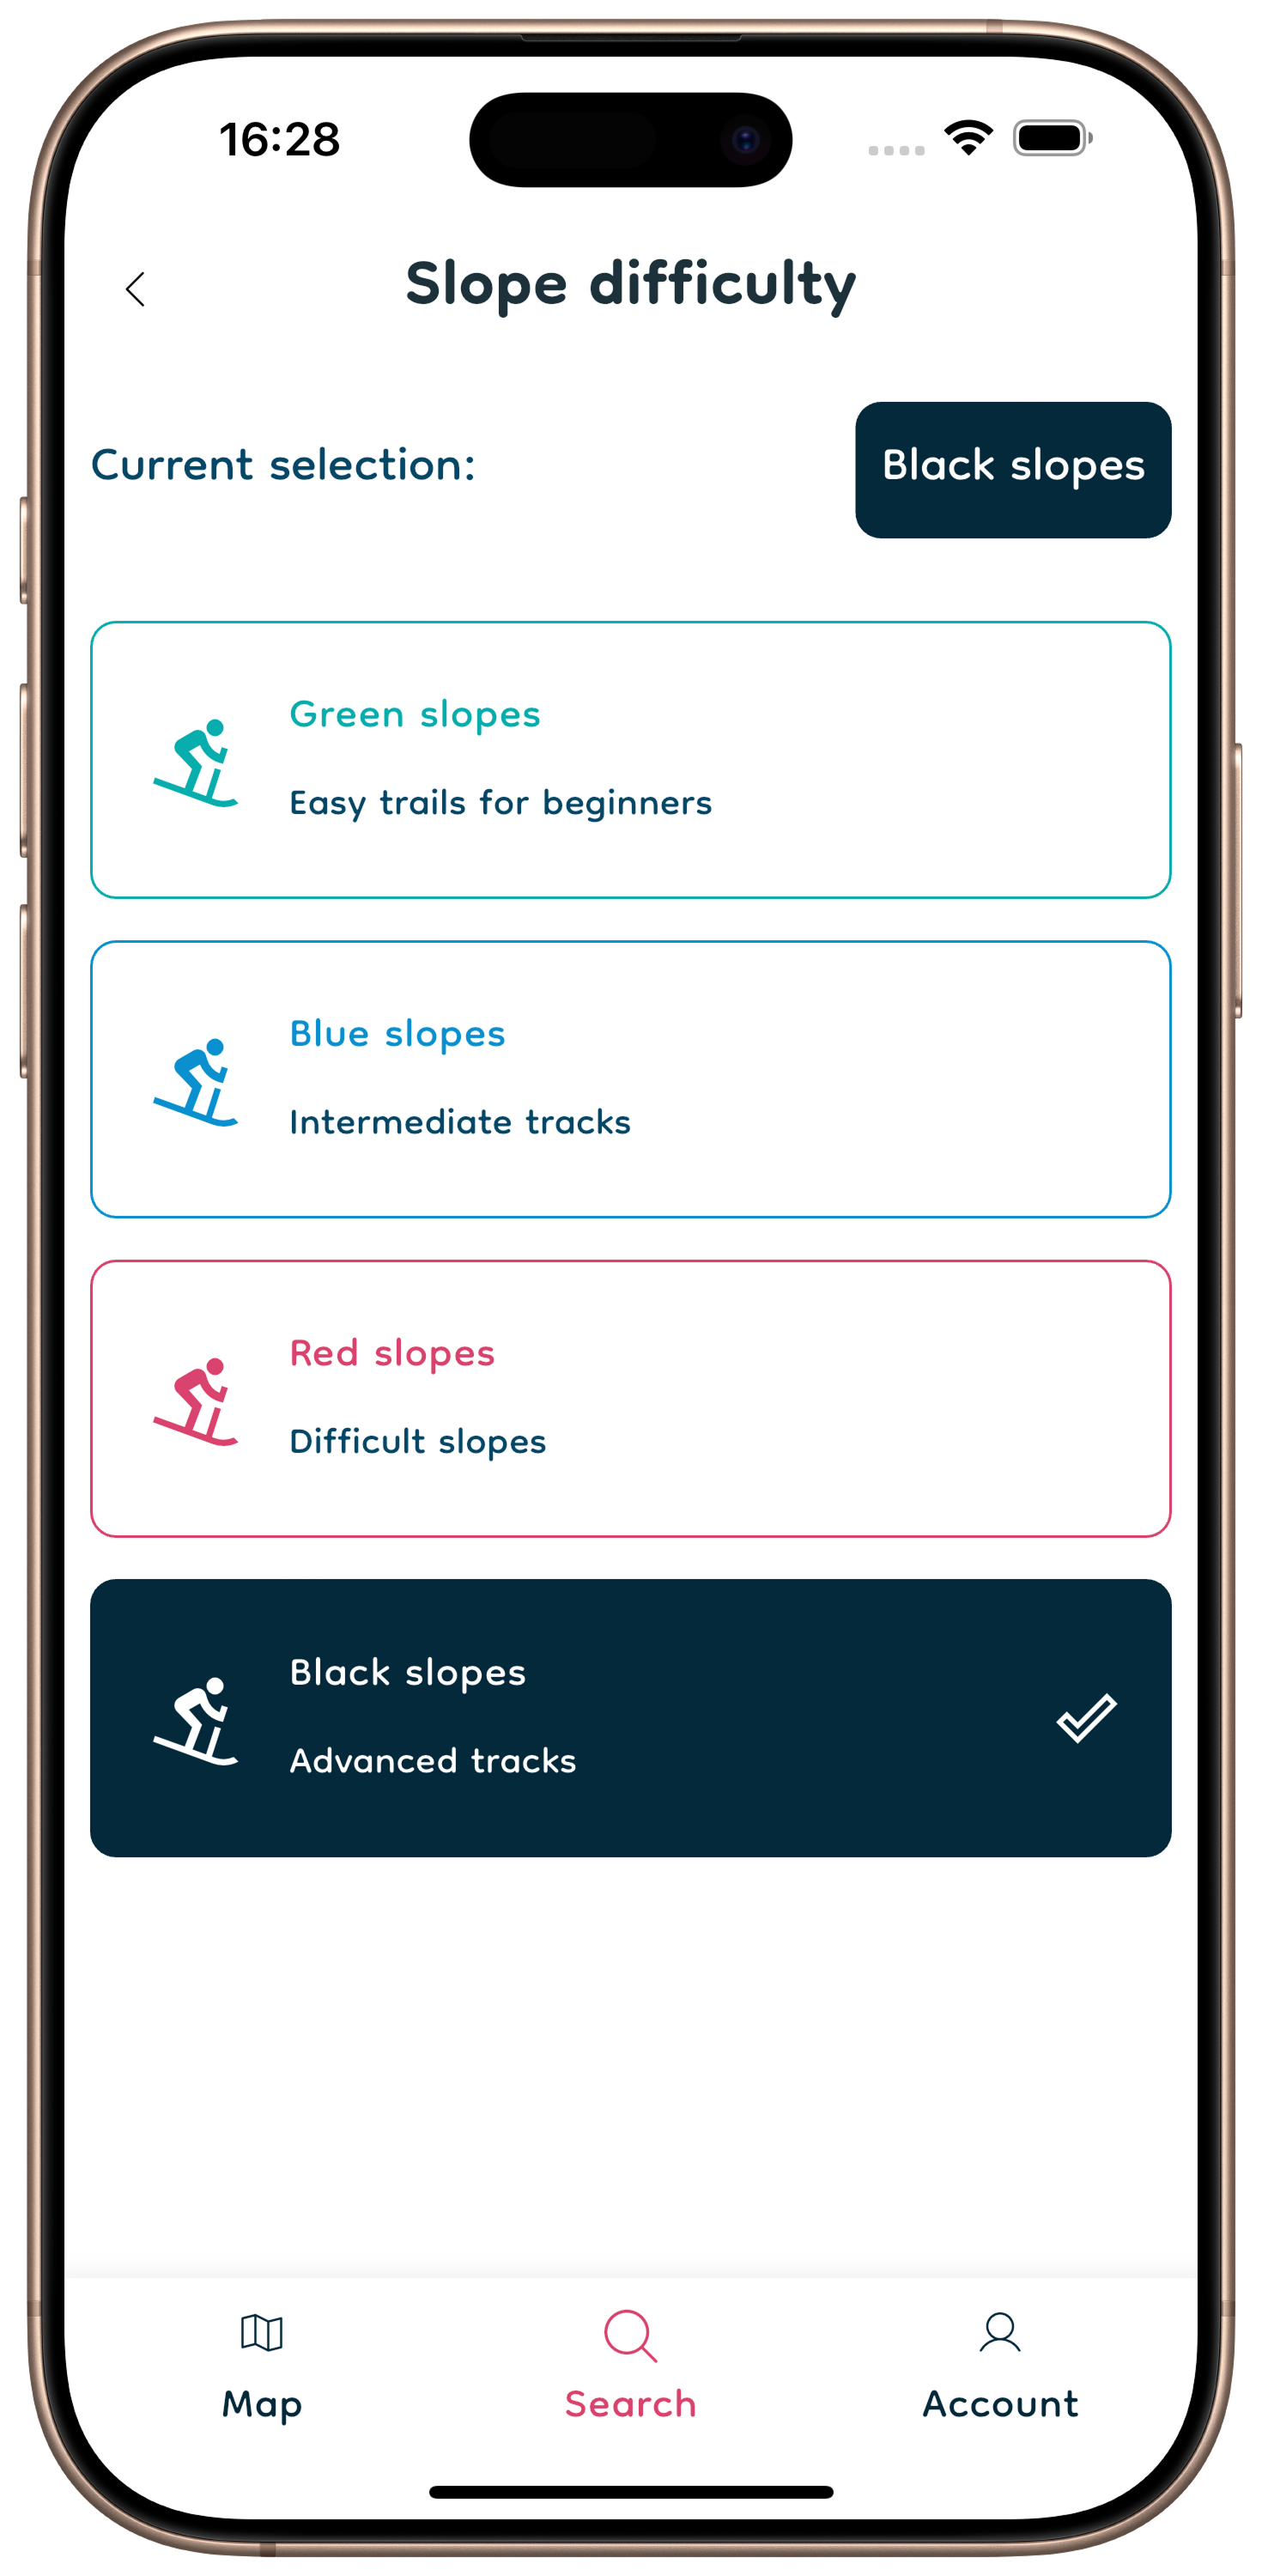 16:28
Slope difficulty
Current selection:
Black slopes
Green slopes
Easy trails for beginners
Blue slopes
Intermediate tracks
Red slopes
Difficult slopes
Black slopes
Advanced tracks
Map
Search
Account